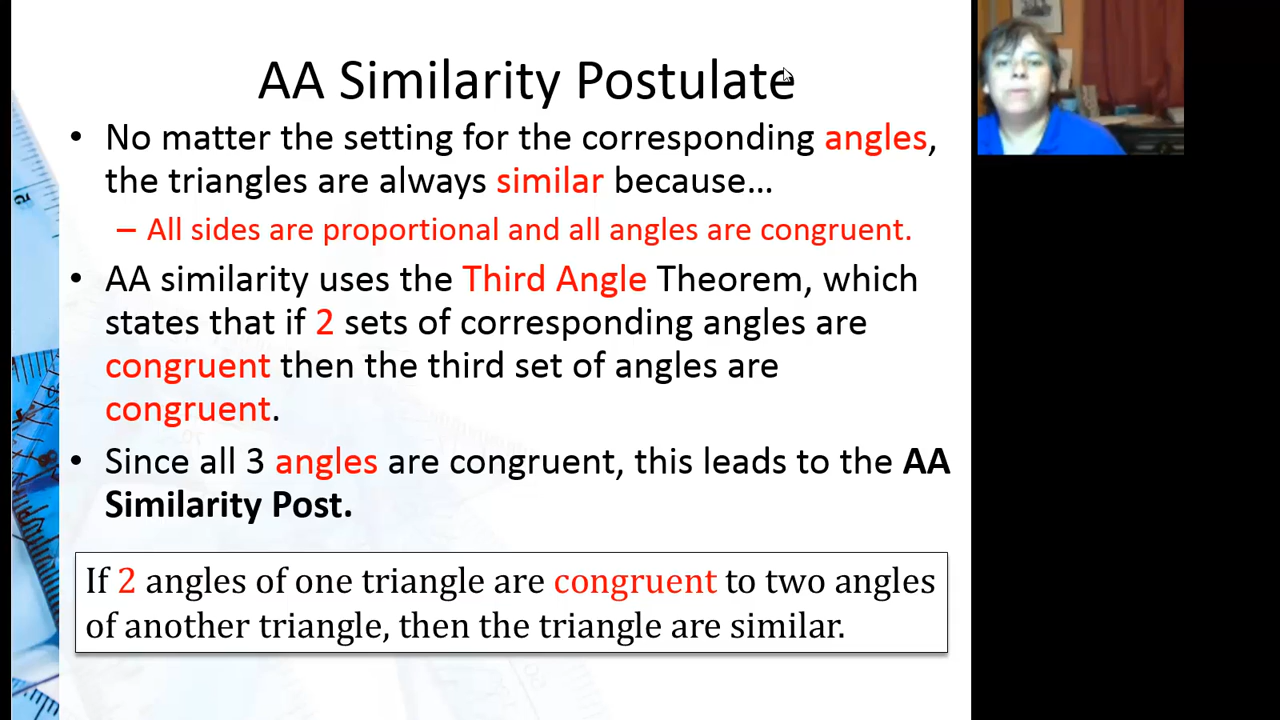 AA Similarity Postulate
• No matter the setting for the corresponding angles,
the triangles are always similar because…
– All sides are proportional and all angles are congruent.
• AA similarity uses the Third Angle Theorem, which
states that if 2 sets of corresponding angles are
congruent then the third set of angles are
congruent.
• Since all 3 angles are congruent, this leads to the AA
Similarity Post.
If 2 angles of one triangle are congruent to two angles
of another triangle, then the triangle are similar.